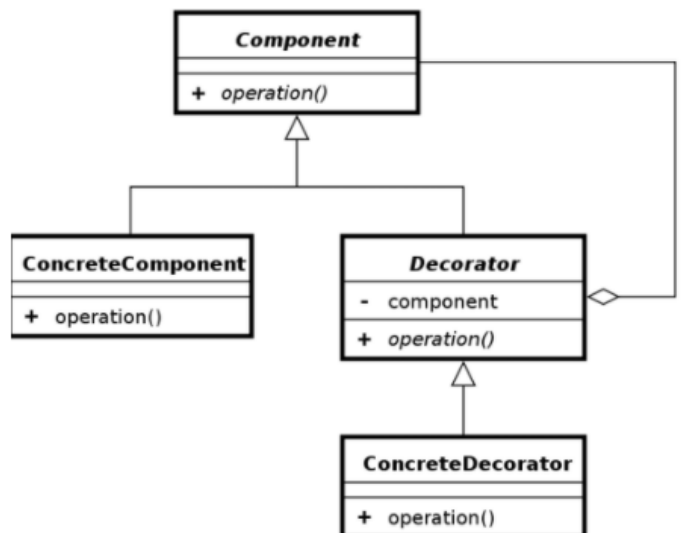 Component
+ operation()
ConcreteComponent
+ operation()
Decorator
- component
+ operation()
ConcreteDecorator
+ operation()